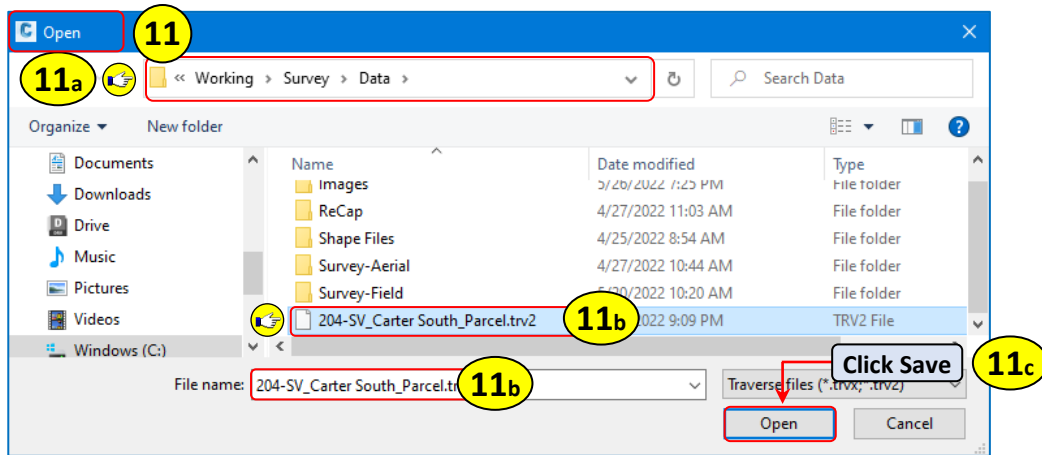 C Open 11
11a « Working > Survey > Data > Search Data
Organize New folder
Documents Name Date modified Type
Images 5/26/2022 7:25 PM File folder
Downloads ReCap 4/27/2022 11:03 AM File folder
Drive Shape Files 4/25/2022 8:54 AM File folder
Music Survey-Aerial 4/27/2022 10:44 AM File folder
Pictures Survey-Field 5/20/2022 10:20 AM File folder
Videos 204-SV_Carter South_Parcel.trv2 11b 2022 9:09 PM TRV2 File
Windows (C:) Click Save 11c
File name: 204-SV_Carter South_Parcel.tr 11b Traverse files (*.trvx;*.trv2)
Open Cancel